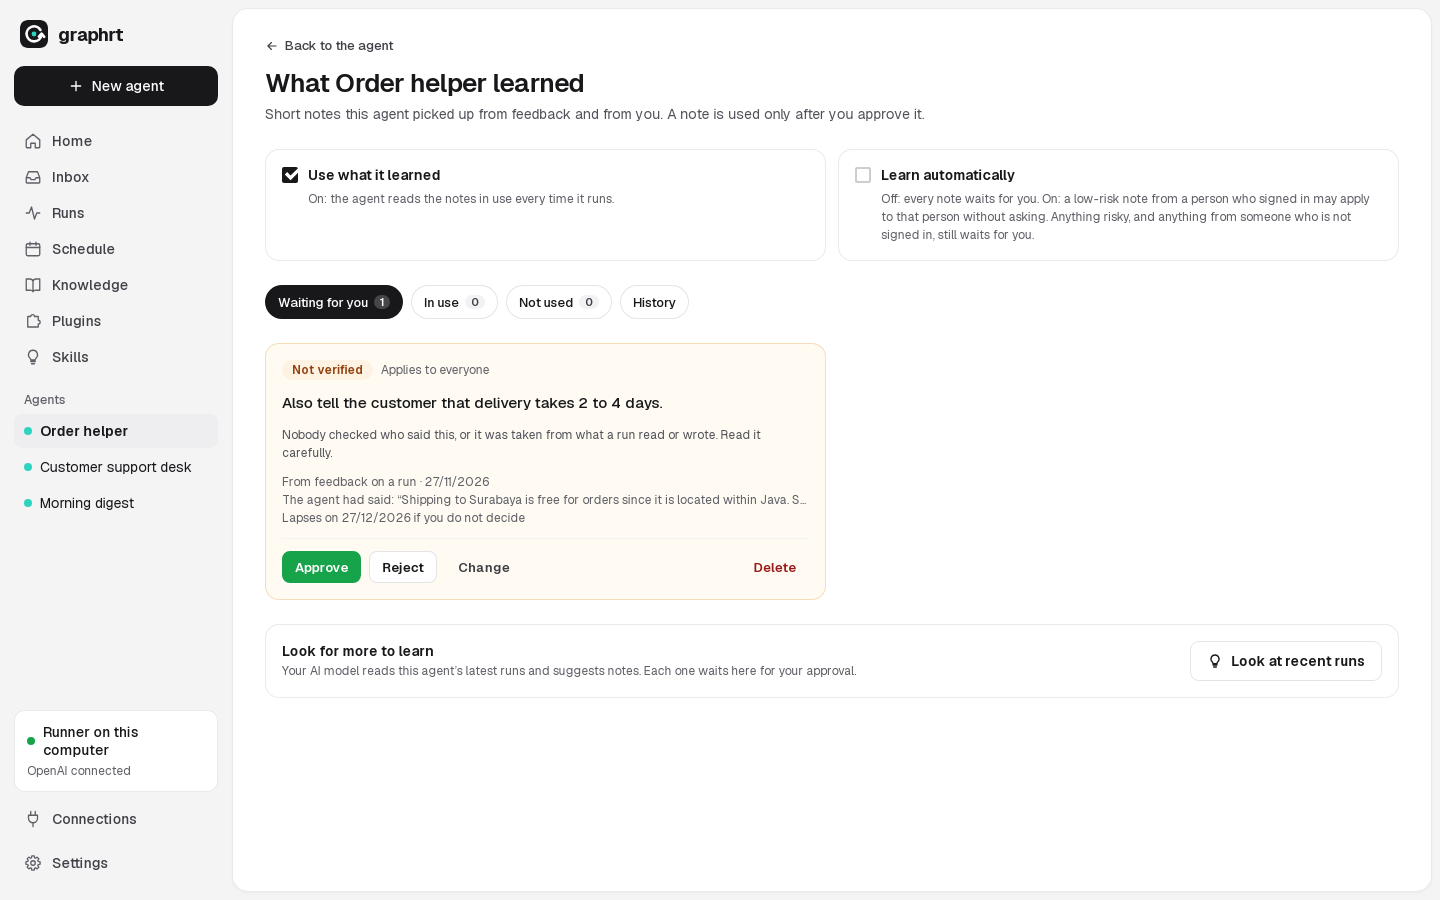 graphrt
New agent
Home
Inbox
Runs
Schedule
Knowledge
Plugins
Skills
Agents
Order helper
Customer support desk
Morning digest
Runner on this
computer
OpenAI connected
Connections
Settings
Back to the agent
What Order helper learned
Short notes this agent picked up from feedback and from you. A note is used only after you approve it.
Use what it learned
On: the agent reads the notes in use every time it runs.
Learn automatically
Off: every note waits for you. On: a low-risk note from a person who signed in may apply
to that person without asking. Anything risky, and anything from someone who is not
signed in, still waits for you.
Waiting for you 1
In use 0
Not used 0
History
Not verified Applies to everyone
Also tell the customer that delivery takes 2 to 4 days.
Nobody checked who said this, or it was taken from what a run read or wrote. Read it
carefully.
From feedback on a run · 27/11/2026
The agent had said: “Shipping to Surabaya is free for orders since it is located within Java. S...
Lapses on 27/12/2026 if you do not decide
Approve
Reject
Change
Delete
Look for more to learn
Your AI model reads this agent’s latest runs and suggests notes. Each one waits here for your approval.
Look at recent runs